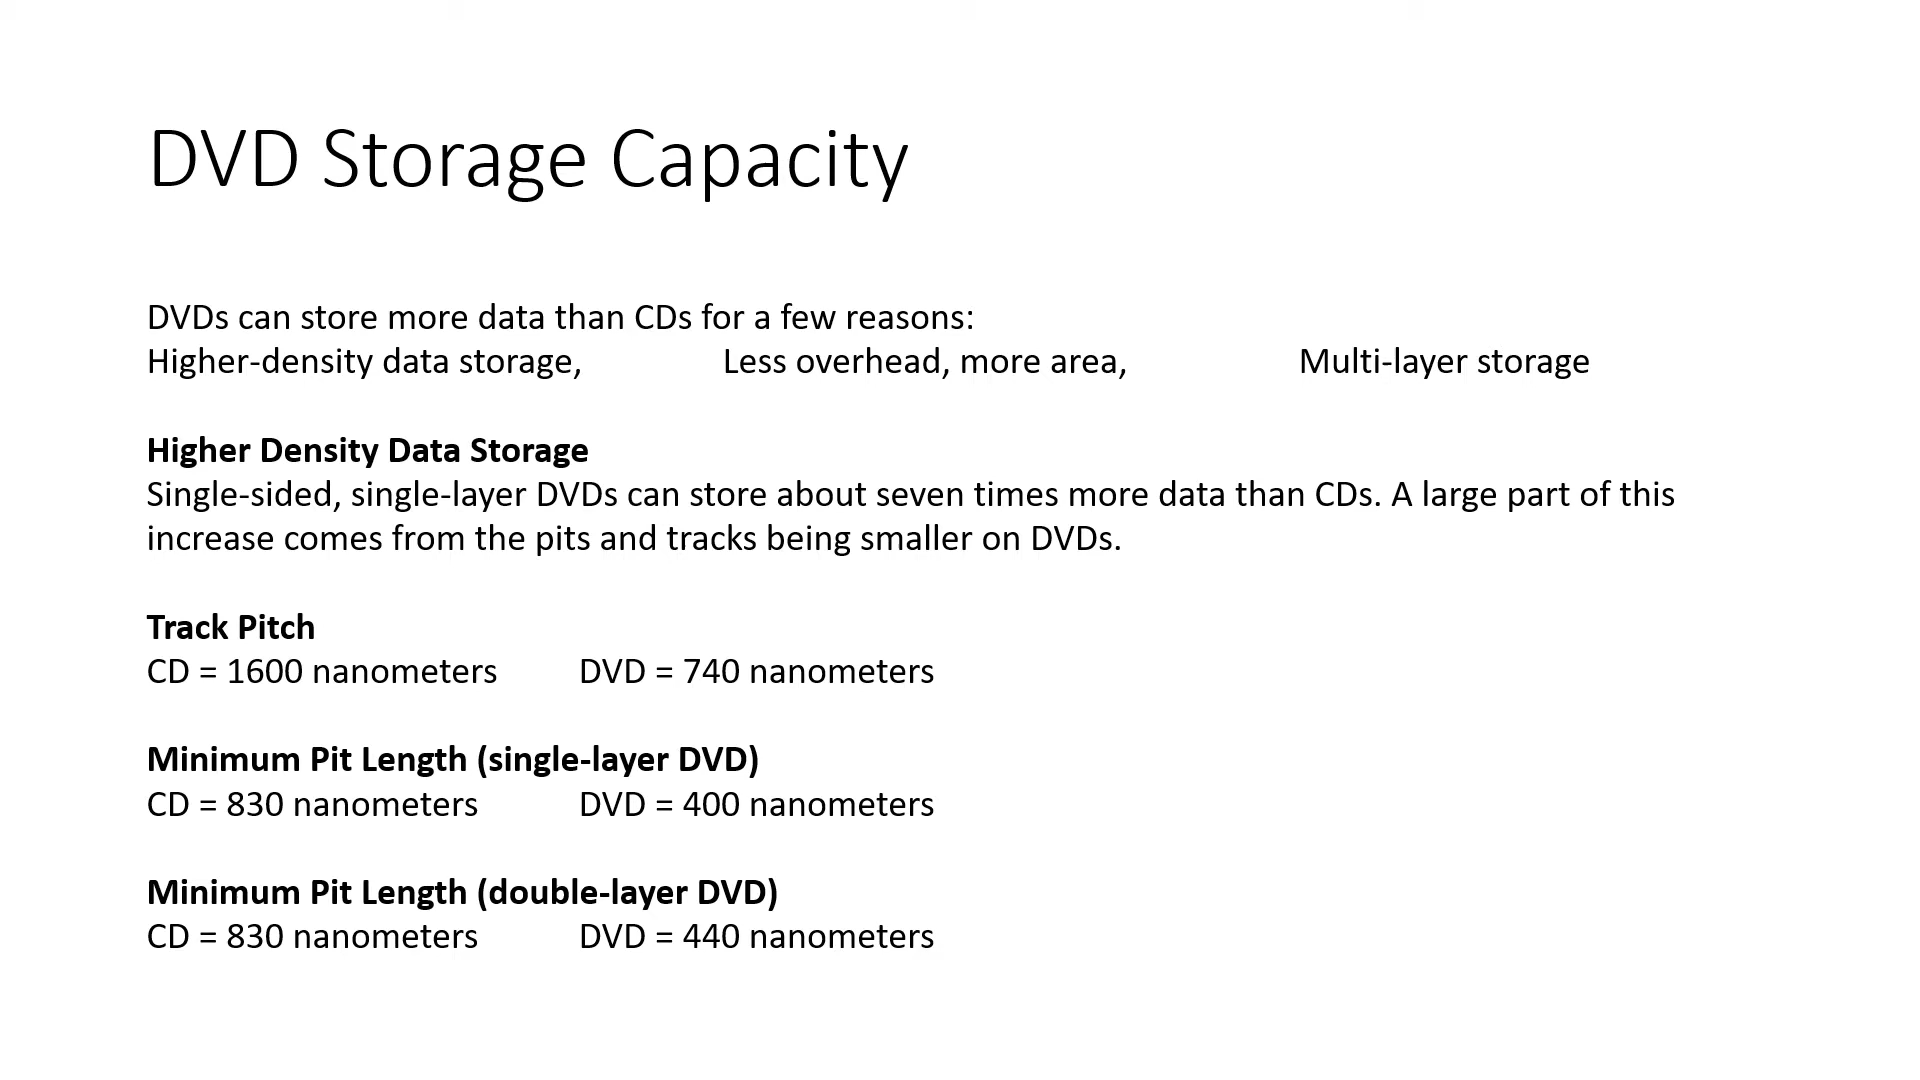 DVD Storage Capacity
DVDs can store more data than CDs for a few reasons:
Higher-density data storage, Less overhead, more area, Multi-layer storage
Higher Density Data Storage
Single-sided, single-layer DVDs can store about seven times more data than CDs. A large part of this
increase comes from the pits and tracks being smaller on DVDs.
Track Pitch
CD = 1600 nanometers DVD = 740 nanometers
Minimum Pit Length (single-layer DVD)
CD = 830 nanometers DVD = 400 nanometers
Minimum Pit Length (double-layer DVD)
CD = 830 nanometers DVD = 440 nanometers